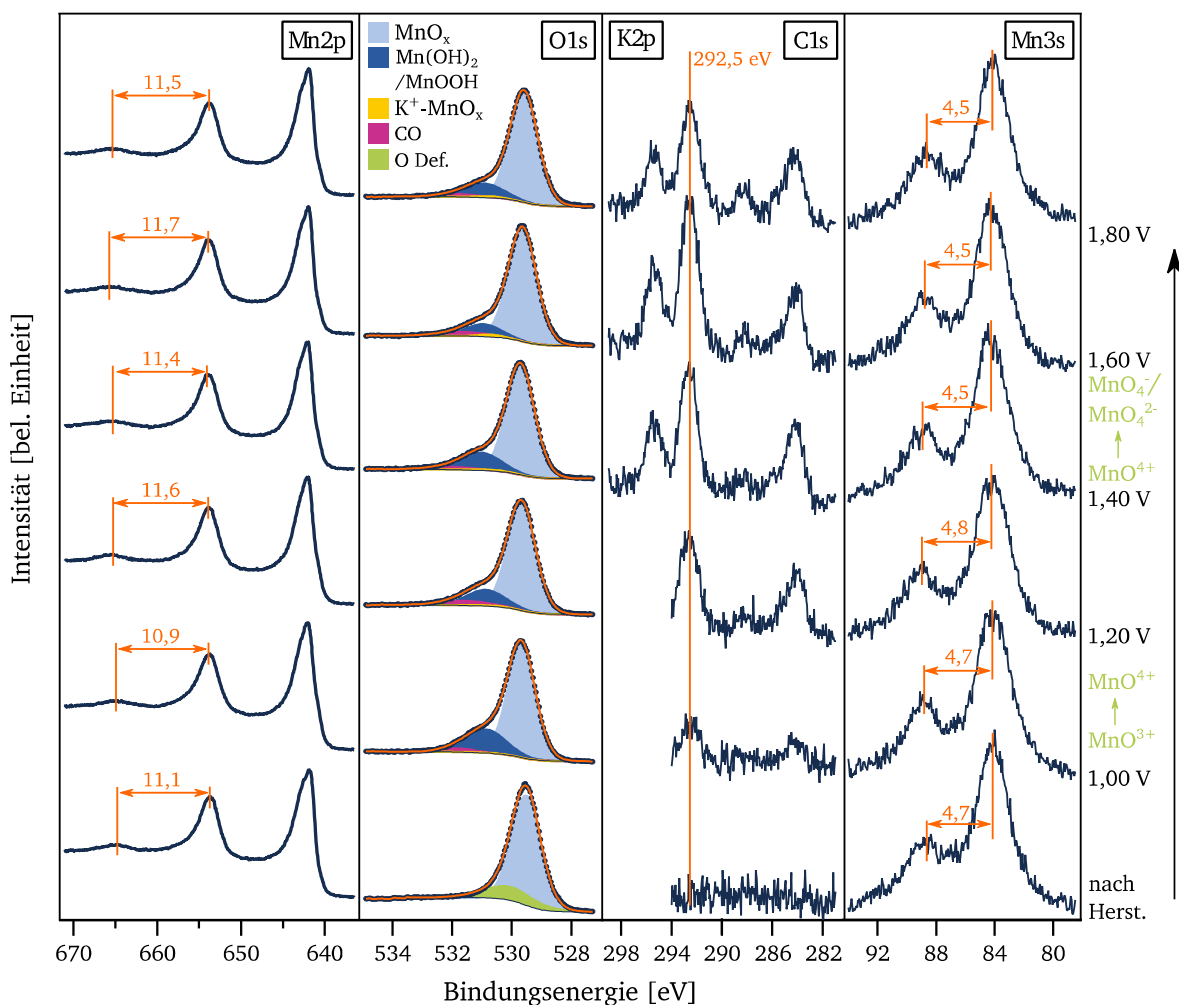 Mn2p
O1s
K2p
C1s
Mn3s
MnOₓ
Mn(OH)₂
/MnOOH
K⁺-MnOₓ
CO
O Def.
292,5 eV
11,5
4,5
1,80 V
11,7
4,5
1,60 V
11,4
4,5
MnO₄⁻/
MnO₄²⁻
MnO⁴⁺
1,40 V
11,6
4,8
1,20 V
10,9
4,7
MnO⁴⁺
MnO³⁺
1,00 V
11,1
4,7
nach
Herst.
Intensität [bel. Einheit]
670 660 650 640 534 532 530 528 298 294 290 286 282 92 88 84 80
Bindungsenergie [eV]